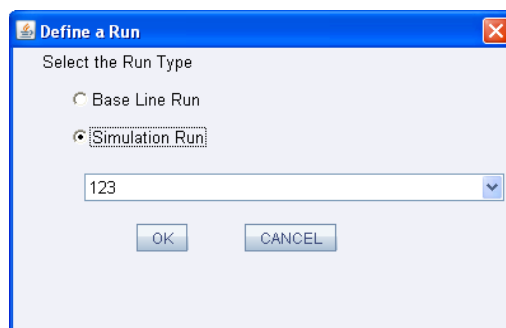 Define a Run
Select the Run Type
Base Line Run
Simulation Run
123
OK CANCEL